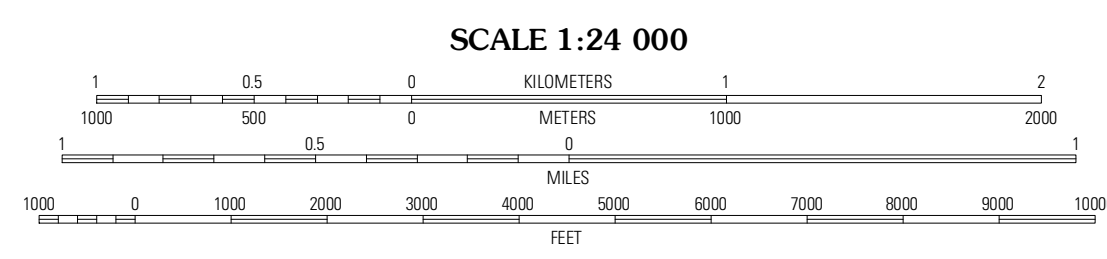 SCALE 1:24 000
1 0.5 0 KILOMETERS 1 2
1000 500 0 METERS 1000 2000
1 0.5 0 1
MILES
1000 0 1000 2000 3000 4000 5000 6000 7000 8000 9000 1000
FEET